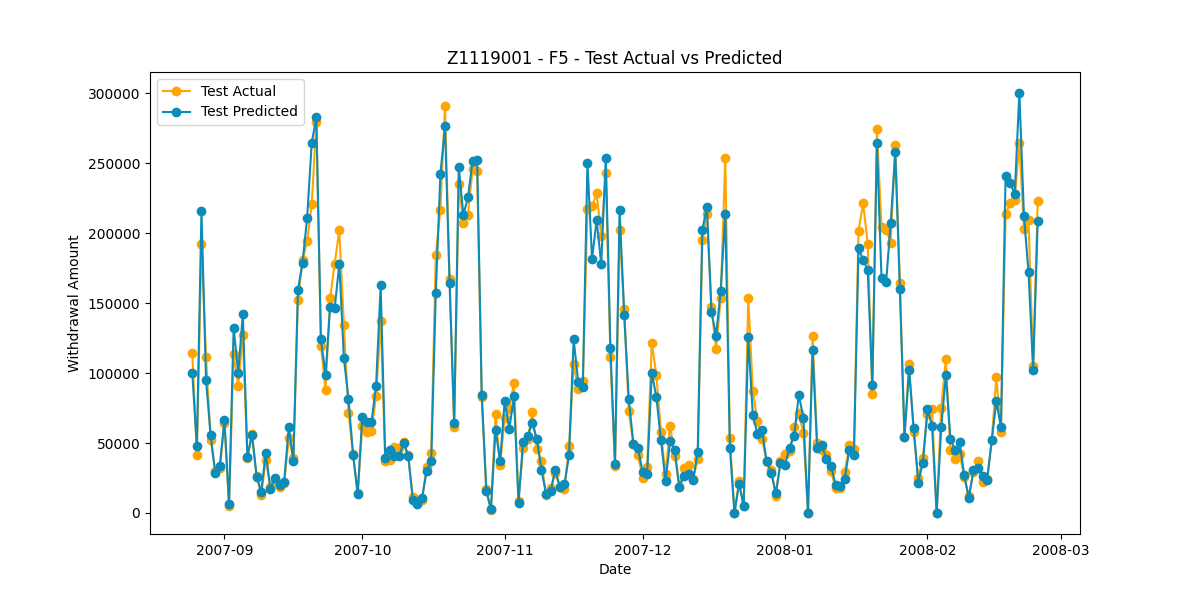 Z1119001 - F5 - Test Actual vs Predicted
Test Actual
Test Predicted
300000
250000
200000
150000
100000
50000
0
Withdrawal Amount
2007-09 2007-10 2007-11 2007-12 2008-01 2008-02 2008-03
Date